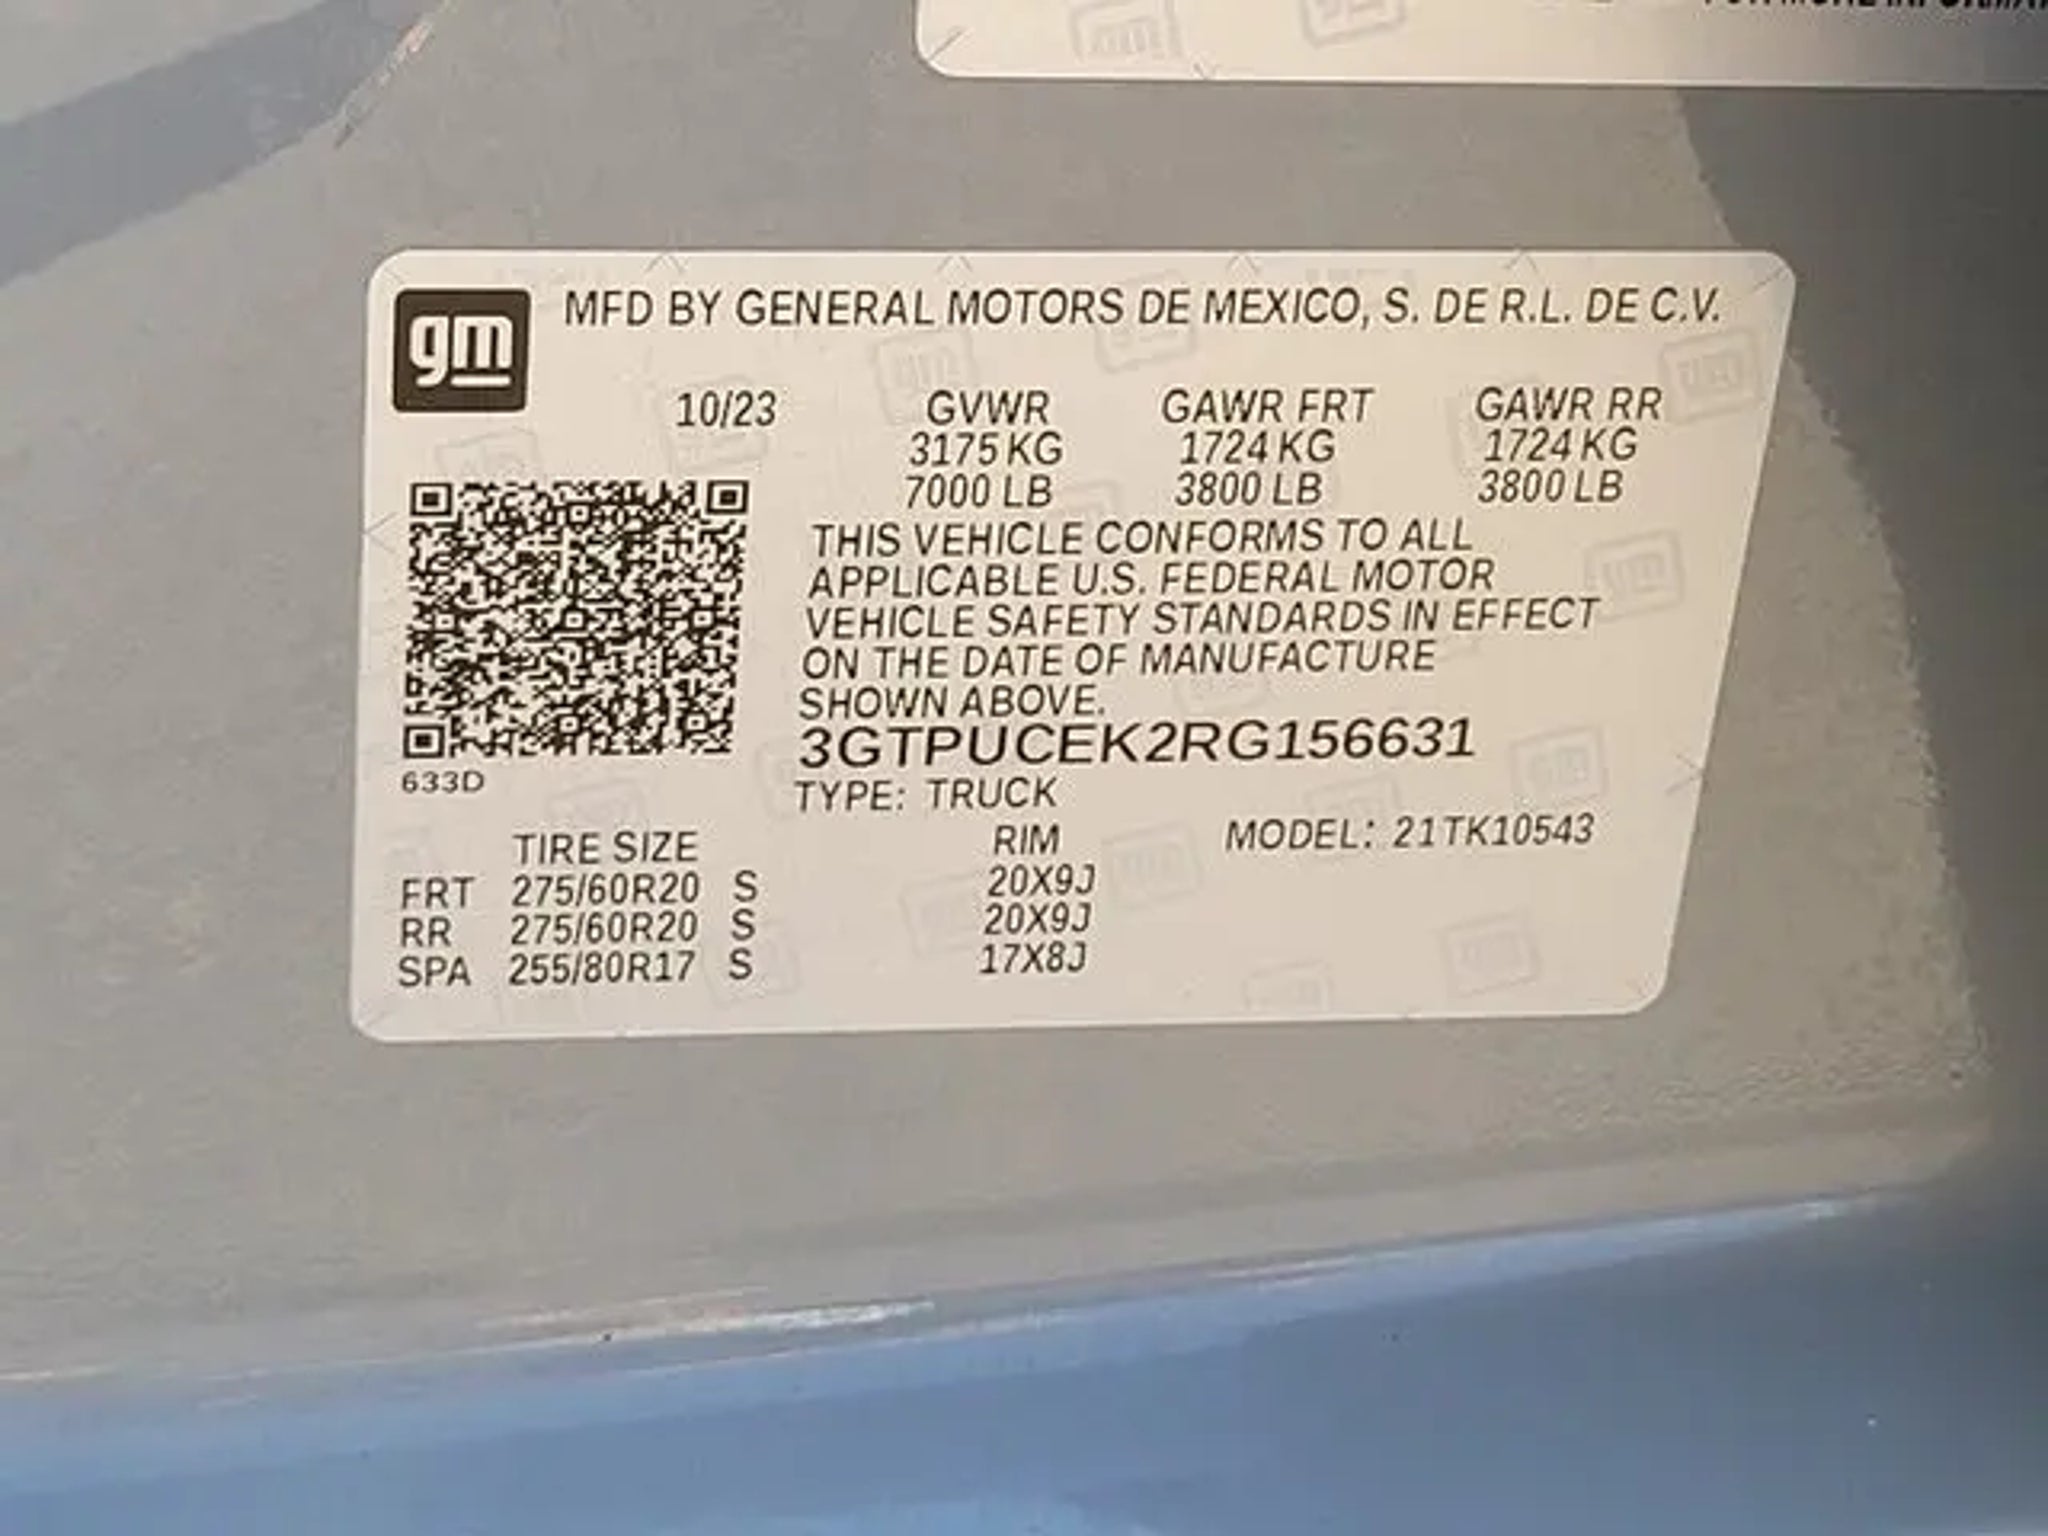 gm
MFD BY GENERAL MOTORS DE MEXICO, S. DE R.L. DE C.V.
10/23 GVWR GAWR FRT GAWR RR
3175 KG 1724 KG 1724 KG
7000 LB 3800 LB 3800 LB
THIS VEHICLE CONFORMS TO ALL
APPLICABLE U.S. FEDERAL MOTOR
VEHICLE SAFETY STANDARDS IN EFFECT
ON THE DATE OF MANUFACTURE
SHOWN ABOVE.
3GTPUCEK2RG156631
633D
TYPE: TRUCK
TIRE SIZE RIM MODEL: 21TK10543
FRT 275/60R20 S 20X9J
RR 275/60R20 S 20X9J
SPA 255/80R17 S 17X8J